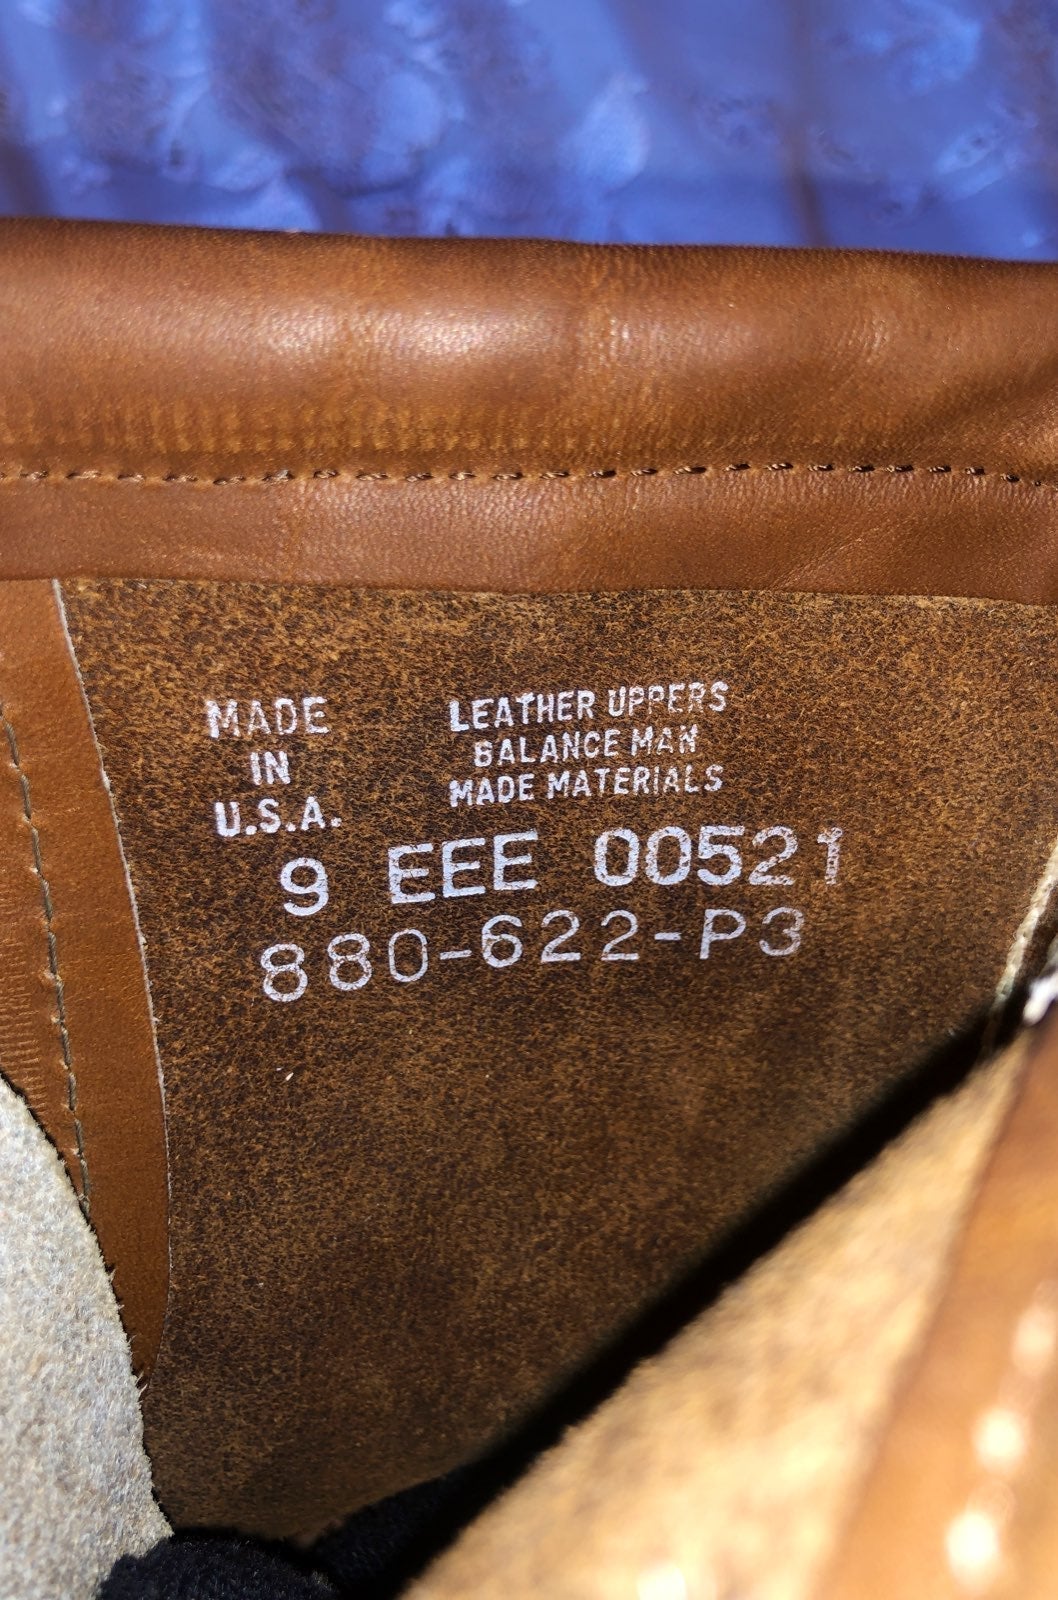 MADE
IN
U.S.A.
LEATHER UPPERS
BALANCE MAN
MADE MATERIALS
9 EEE 00521
880-622-P3